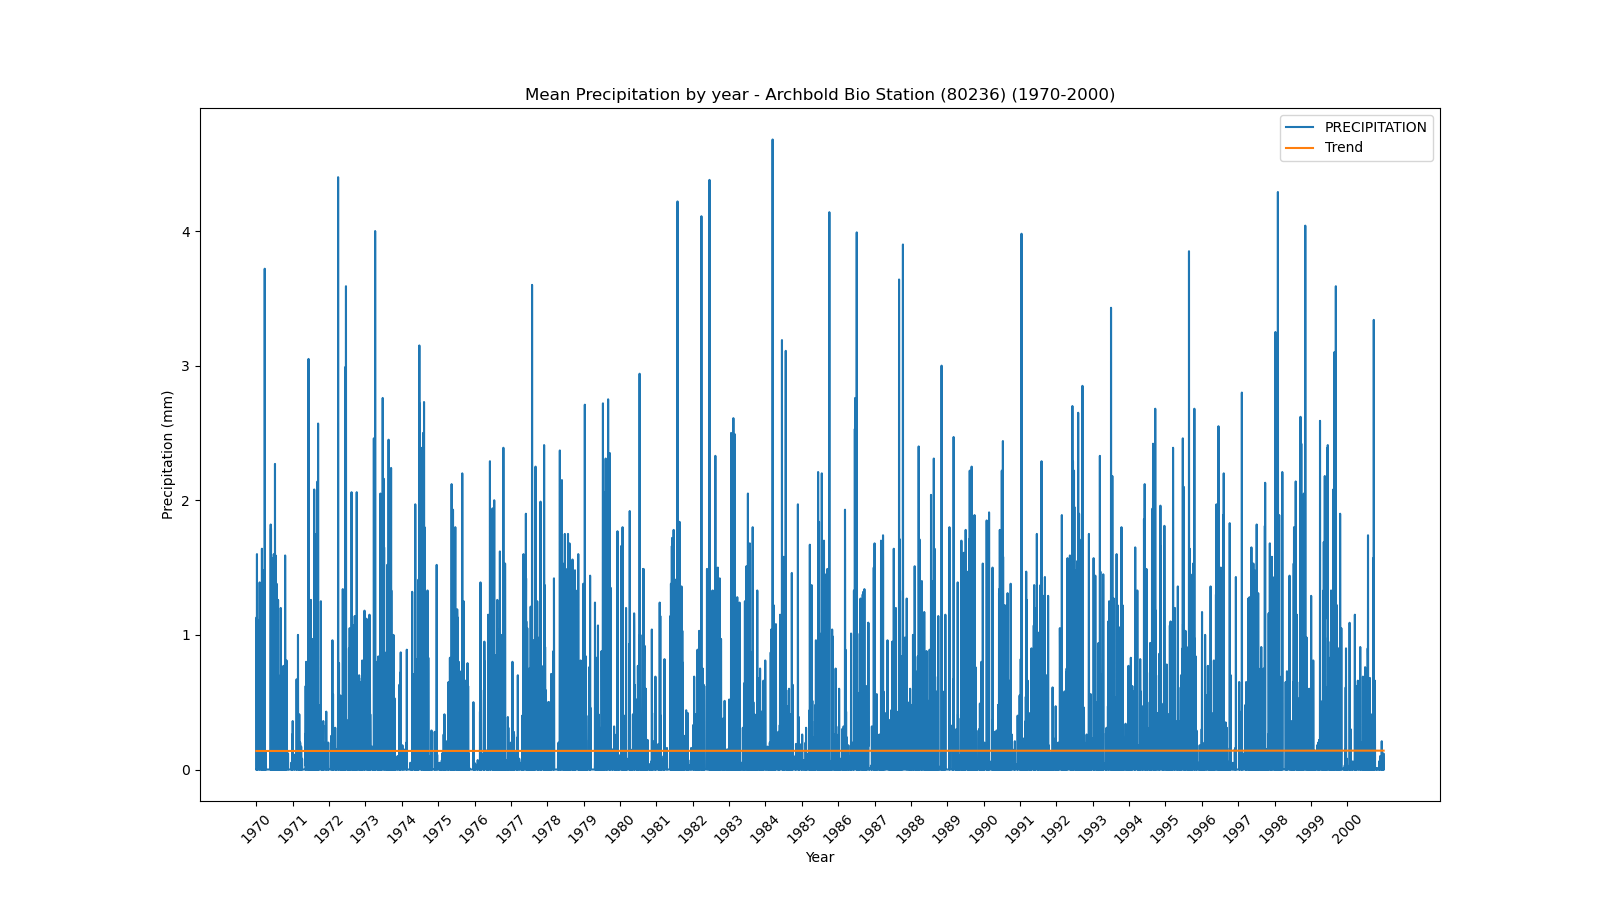 Mean Precipitation by year - Archbold Bio Station (80236) (1970-2000)
PRECIPITATION
Trend
4
3
2
1
0
Precipitation (mm)
1970 1971 1972 1973 1974 1975 1976 1977 1978 1979 1980 1981 1982 1983 1984 1985 1986 1987 1988 1989 1990 1991 1992 1993 1994 1995 1996 1997 1998 1999 2000
Year